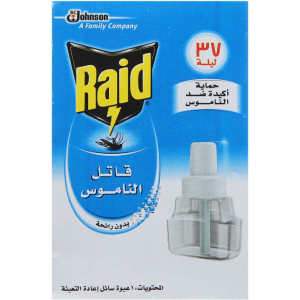 SC Johnson
A Family Company
Raid
٣٧
ليلة
حماية
أكيدة ضد
الناموس
قاتل
الناموس
بدون رائحة
المحتويات: ١ عبوة سائل إعادة التعبئة